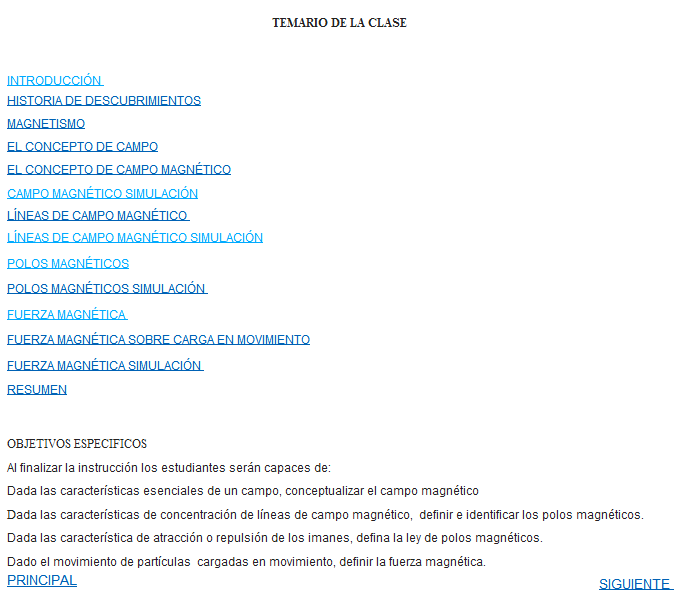 TEMARIO DE LA CLASE
INTRODUCCIÓN
HISTORIA DE DESCUBRIMIENTOS
MAGNETISMO
EL CONCEPTO DE CAMPO
EL CONCEPTO DE CAMPO MAGNÉTICO
CAMPO MAGNÉTICO SIMULACIÓN
LÍNEAS DE CAMPO MAGNÉTICO
LÍNEAS DE CAMPO MAGNÉTICO SIMULACIÓN
POLOS MAGNÉTICOS
POLOS MAGNÉTICOS SIMULACIÓN
FUERZA MAGNÉTICA
FUERZA MAGNÉTICA SOBRE CARGA EN MOVIMIENTO
FUERZA MAGNÉTICA SIMULACIÓN
RESUMEN
OBJETIVOS ESPECIFICOS
Al finalizar la instrucción los estudiantes serán capaces de:
Dada las características esenciales de un campo, conceptualizar el campo magnético
Dada las características de concentración de líneas de campo magnético,  definir e identificar los polos magnéticos.
Dada las característica de atracción o repulsión de los imanes, defina la ley de polos magnéticos.
Dado el movimiento de partículas  cargadas en movimiento, definir la fuerza magnética.
PRINCIPAL
SIGUIENTE